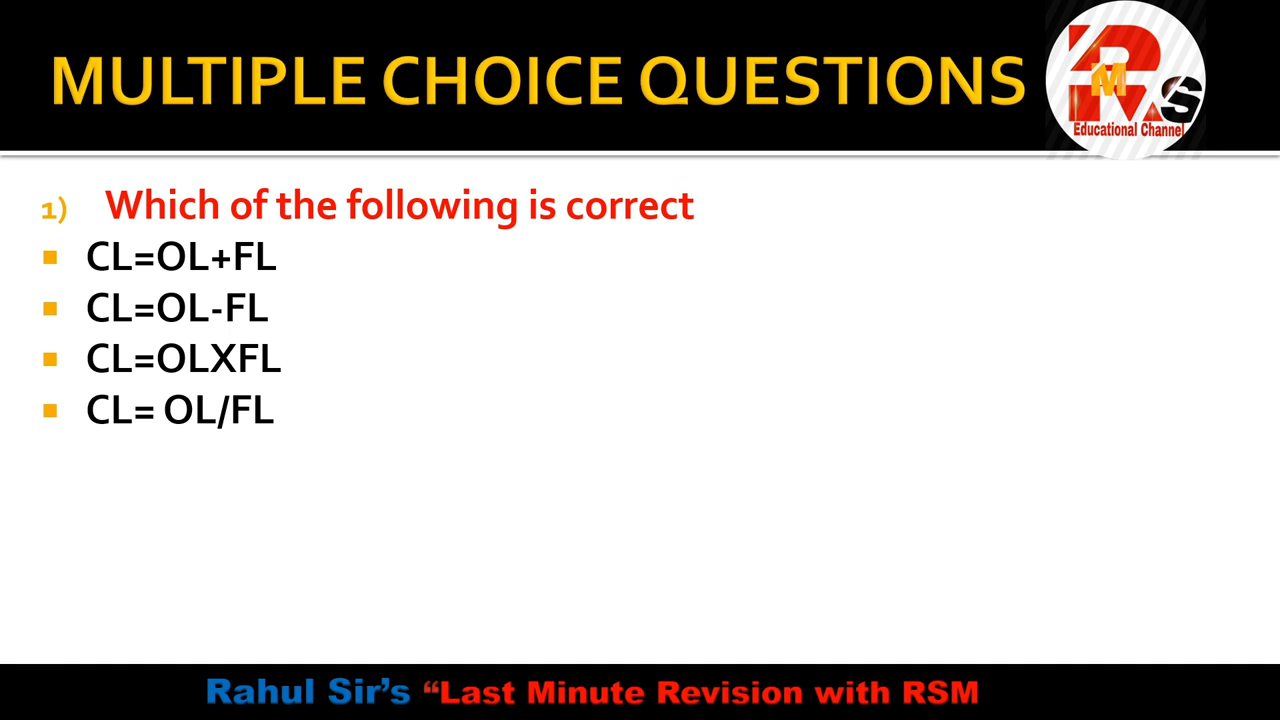 MULTIPLE CHOICE QUESTIONS
RMS
Educational Channel
1) Which of the following is correct
CL=OL+FL
CL=OL-FL
CL=OLXFL
CL= OL/FL
Rahul Sir's "Last Minute Revision with RSM